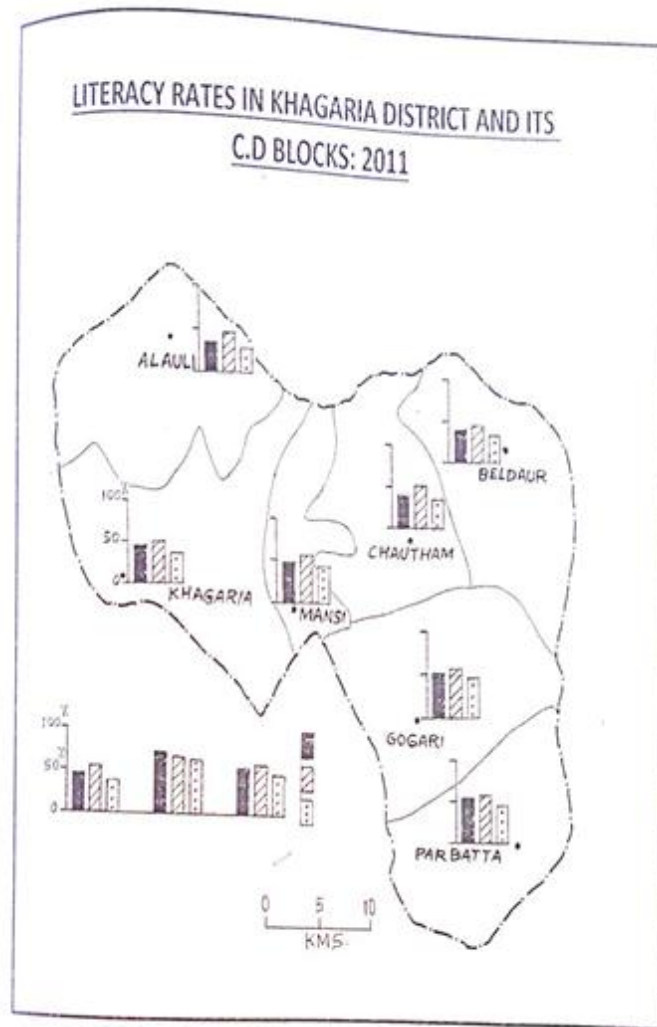 LITERACY RATES IN KHAGARIA DISTRICT AND ITS
C.D BLOCKS: 2011
ALAULI
BELDAUR
CHAUTHAM
100%
50
0
KHAGARIA
MANSI
GOGARI
%
100
%
50
0
PARBATTA
0 5 10
KMS.